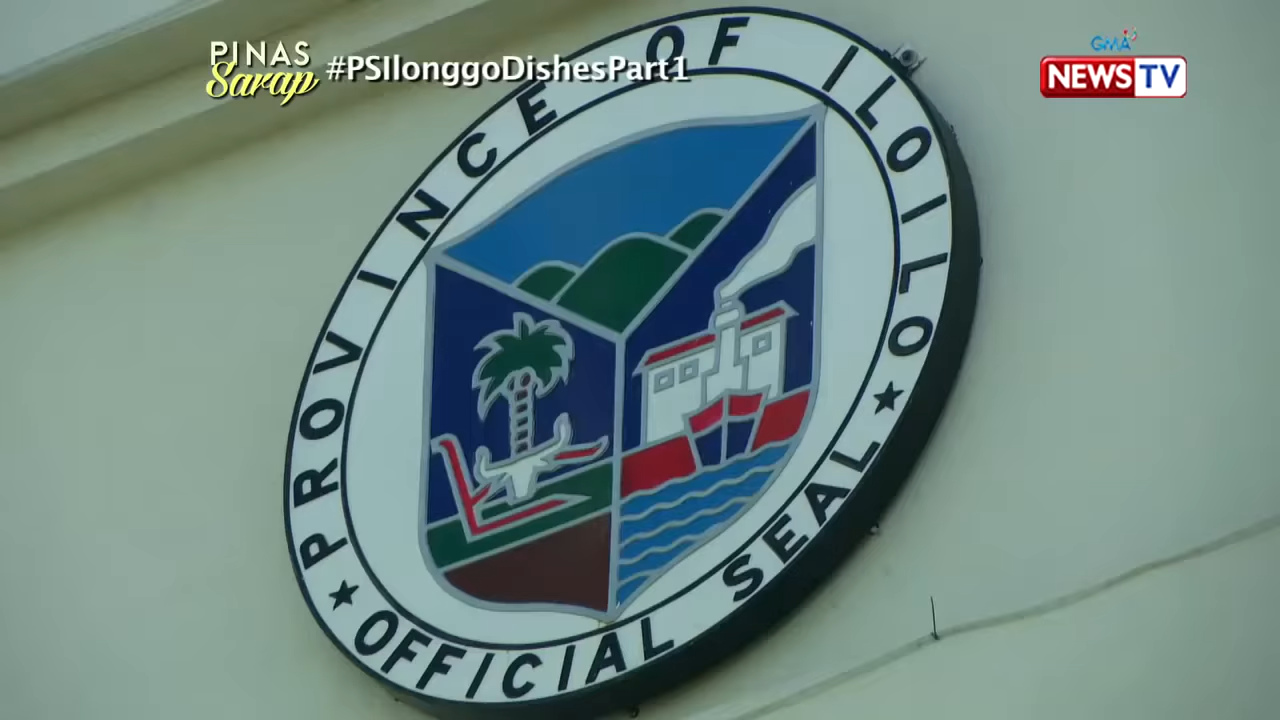 PINAS
Sarap
#PSIlonggoDishesPart1
GMA
NEWS TV
PROVINCE OF ILOILO
★ OFFICIAL SEAL ★